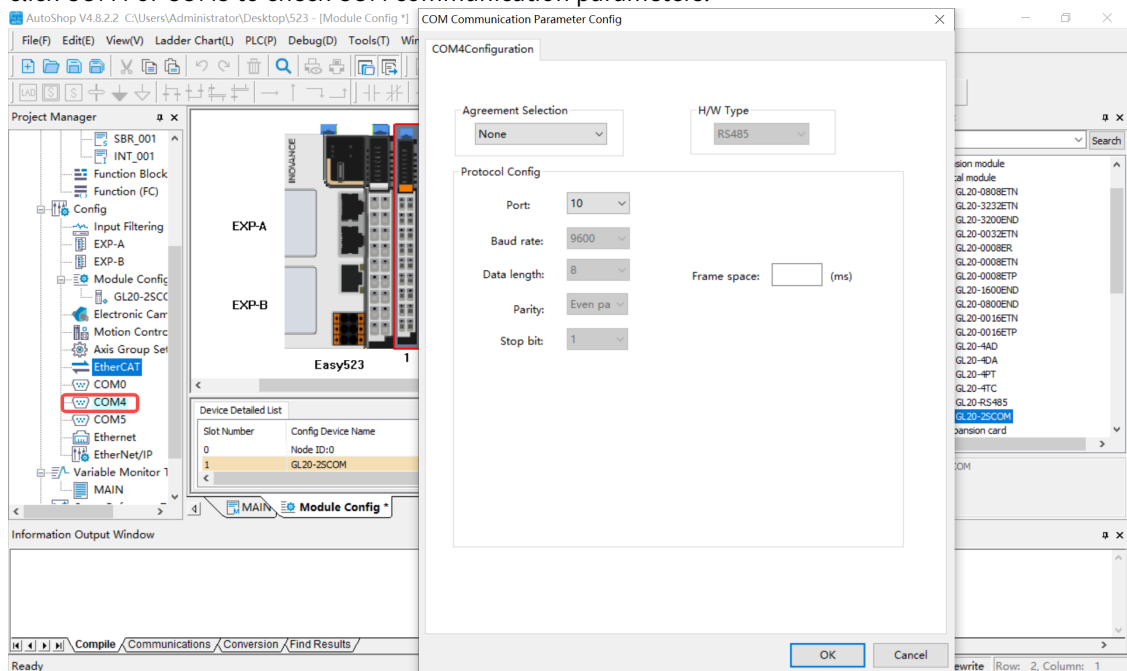 AutoShop V4.8.2.2 C:\Users\Administrator\Desktop\523 - [Module Config *]
File(F) Edit(E) View(V) Ladder Chart(L) PLC(P) Debug(D) Tools(T)
LAD
Project Manager
SBR_001
INT_001
Function Block
Function (FC)
Config
Input Filtering
EXP-A
EXP-B
Module Config
GL20-2SCC
Electronic Cam
Motion Contrc
Axis Group Set
EtherCAT
COM0
COM4
COM5
Ethernet
EtherNet/IP
Variable Monitor T
MAIN
INOVANCE
EXP-A
EXP-B
Easy523
1
Device Detailed List
Slot Number Config Device Name
0 Node ID:0
1 GL20-2SCOM
MAIN Module Config *
COM Communication Parameter Config
COM4Configuration
Agreement Selection
None
H/W Type
RS485
Protocol Config
Port: 10
Baud rate: 9600
Data length: 8
Frame space: (ms)
Parity: Even pa
Stop bit: 1
OK Cancel
Search
sion module
cal module
GL20-0808ETN
GL20-3232ETN
GL20-3200END
GL20-0032ETN
GL20-0008ER
GL20-0008ETN
GL20-0008ETP
GL20-1600END
GL20-0800END
GL20-0016ETN
GL20-0016ETP
GL20-4AD
GL20-4DA
GL20-4PT
GL20-4TC
GL20-RS485
GL20-2SCOM
pansion card
COM
Information Output Window
Compile Communications Conversion Find Results
Ready
ewrite Row: 2, Column: 1